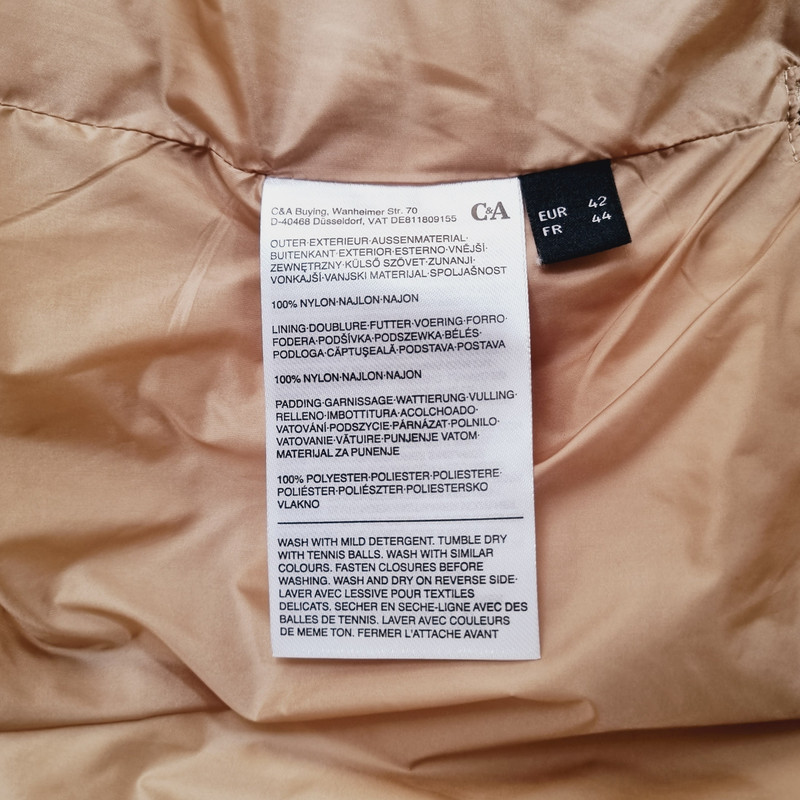 C&A Buying, Wanheimer Str. 70
D-40468 Düsseldorf, VAT DE811809155
C&A
OUTER·EXTERIEUR·AUSSENMATERIAL·
BUITENKANT·EXTERIOR·ESTERNO·VNĚJŠÍ·
ZEWNĘTRZNY·KÜLSŐ SZÖVET·ZUNANJI·
VONKAJŠÍ·VANJSKI MATERIJAL·SPOLJAŠNOST
100% NYLON·NAJLON·NAJON
LINING·DOUBLURE·FUTTER·VOERING·FORRO·
FODERA·PODŠÍVKA·PODSZEWKA·BÉLÉS·
PODLOGA·CĂPTUȘEALĂ·PODSTAVA·POSTAVA
100% NYLON·NAJLON·NAJON
PADDING·GARNISSAGE·WATTIERUNG·VULLING·
RELLENO·IMBOTTITURA·ACOLCHOADO·
VATOVÁNÍ·PODSZYCIE·PÁRNÁZAT·POLNILO·
VATOVANIE·VĂTUIRE·PUNJENJE VATOM·
MATERIJAL ZA PUNENJE
100% POLYESTER·POLIESTER·POLIESTERE·
POLIÉSTER·POLIÉSZTER·POLIESTERSKO
VLAKNO
WASH WITH MILD DETERGENT. TUMBLE DRY
WITH TENNIS BALLS. WASH WITH SIMILAR
COLOURS. FASTEN CLOSURES BEFORE
WASHING. WASH AND DRY ON REVERSE SIDE·
LAVER AVEC LESSIVE POUR TEXTILES
DELICATS. SECHER EN SECHE-LIGNE AVEC DES
BALLES DE TENNIS. LAVER AVEC COULEURS
DE MEME TON. FERMER L'ATTACHE AVANT
EUR 42
FR 44